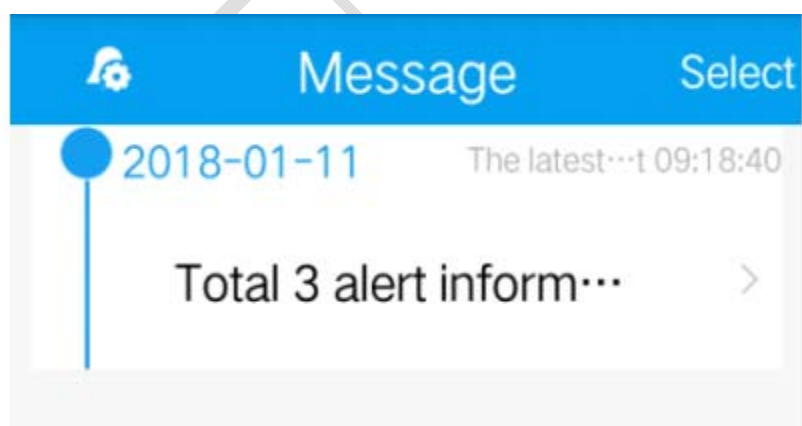 Message Select
2018-01-11 The latest···t 09:18:40
Total 3 alert inform···